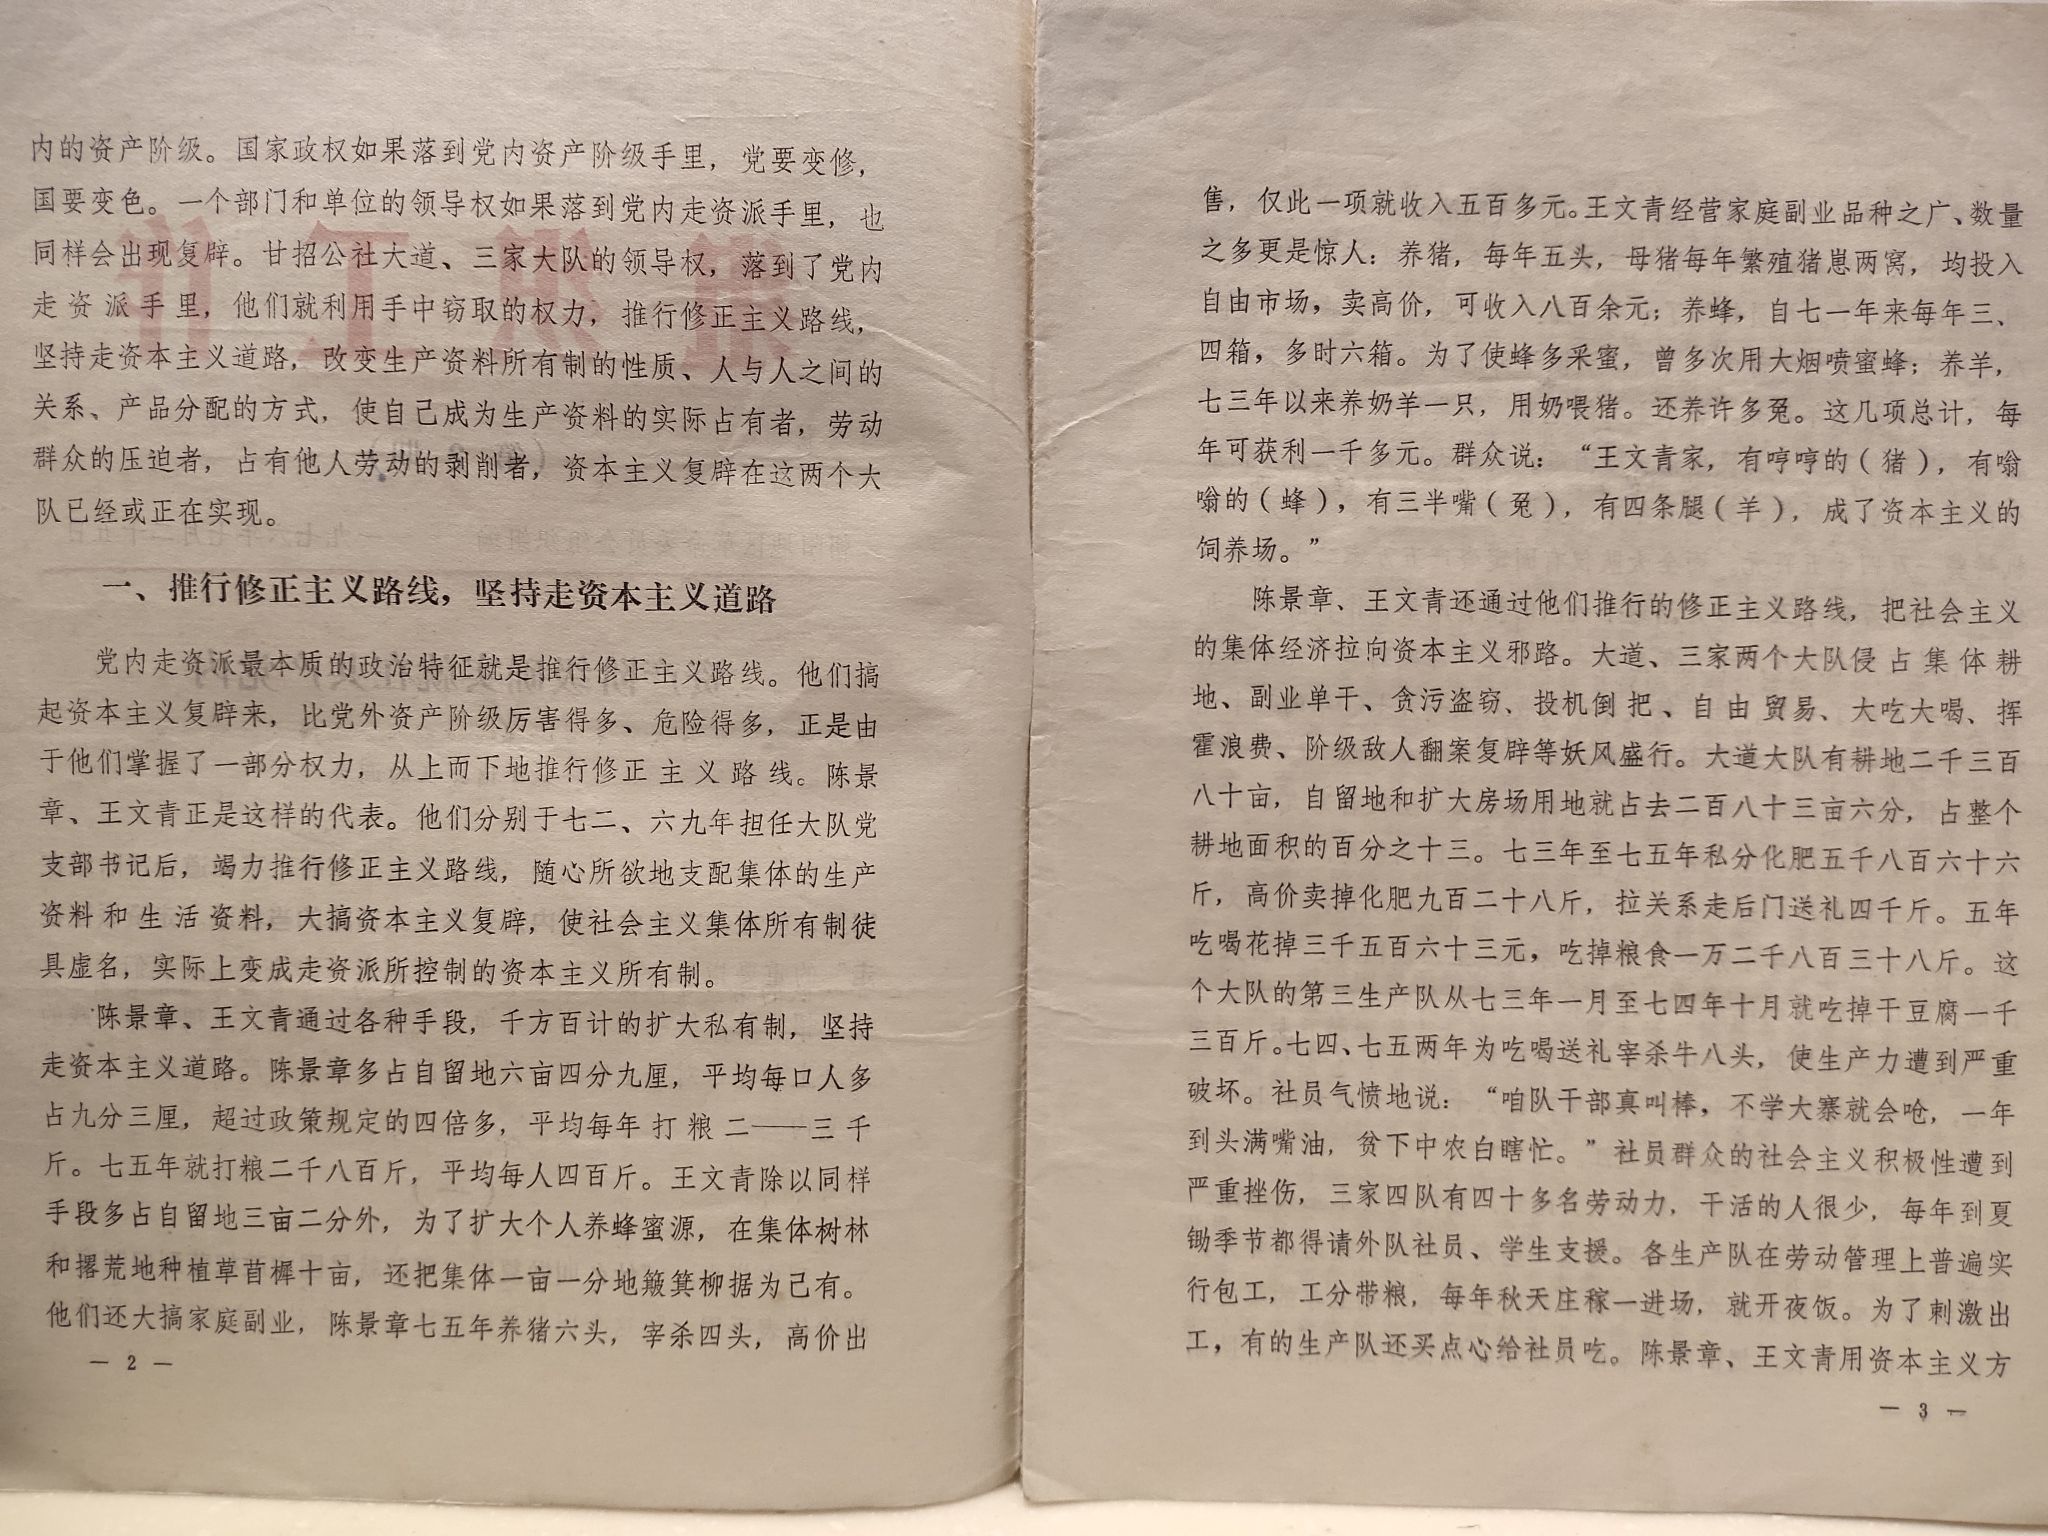 内的资产阶级。国家政权如果落到党内资产阶级手里，党要变修，
国要变色。一个部门和单位的领导权如果落到党内走资派手里，也
同样会出现复辟。甘招公社大道、三家大队的领导权，落到了党内
走资派手里，他们就利用手中窃取的权力，推行修正主义路线，
坚持走资本主义道路，改变生产资料所有制的性质、人与人之间的
关系、产品分配的方式，使自己成为生产资料的实际占有者，劳动
群众的压迫者，占有他人劳动的剥削者，资本主义复辟在这两个大
队已经或正在实现。
一、推行修正主义路线，坚持走资本主义道路
党内走资派最本质的政治特征就是推行修正主义路线。他们搞
起资本主义复辟来，比党外资产阶级厉害得多、危险得多，正是由
于他们掌握了一部分权力，从上而下地推行修正主义路线。陈景
章、王文青正是这样的代表。他们分别于七二、六九年担任大队党
支部书记后，竭力推行修正主义路线，随心所欲地支配集体的生产
资料和生活资料，大搞资本主义复辟，使社会主义集体所有制徒
具虚名，实际上变成走资派所控制的资本主义所有制。
陈景章、王文青通过各种手段，千方百计的扩大私有制，坚持
走资本主义道路。陈景章多占自留地六亩四分九厘，平均每口人多
占九分三厘，超过政策规定的四倍多，平均每年打粮二——三千
斤。七五年就打粮二千八百斤，平均每人四百斤。王文青除以同样
手段多占自留地三亩二分外，为了扩大个人养蜂蜜源，在集体树林
和撂荒地种植草苜樨十亩，还把集体一亩一分地簸箕柳据为己有。
他们还大搞家庭副业，陈景章七五年养猪六头，宰杀四头，高价出
— 2 —
售，仅此一项就收入五百多元。王文青经营家庭副业品种之广、数量
之多更是惊人：养猪，每年五头，母猪每年繁殖猪崽两窝，均投入
自由市场，卖高价，可收入八百余元；养蜂，自七一年来每年三、
四箱，多时六箱。为了使蜂多采蜜，曾多次用大烟喷蜜蜂；养羊，
七三年以来养奶羊一只，用奶喂猪。还养许多兔。这几项总计，每
年可获利一千多元。群众说：“王文青家，有哼哼的（猪），有嗡
嗡的（蜂），有三半嘴（兔），有四条腿（羊），成了资本主义的
饲养场。”
陈景章、王文青还通过他们推行的修正主义路线，把社会主义
的集体经济拉向资本主义邪路。大道、三家两个大队侵占集体耕
地、副业单干、贪污盗窃、投机倒把、自由贸易、大吃大喝、挥
霍浪费、阶级敌人翻案复辟等妖风盛行。大道大队有耕地二千三百
八十亩，自留地和扩大房场用地就占去二百八十三亩六分，占整个
耕地面积的百分之十三。七三年至七五年私分化肥五千八百六十六
斤，高价卖掉化肥九百二十八斤，拉关系走后门送礼四千斤。五年
吃喝花掉三千五百六十三元，吃掉粮食一万二千八百三十八斤。这
个大队的第三生产队从七三年一月至七四年十月就吃掉干豆腐一千
三百斤。七四、七五两年为吃喝送礼宰杀牛八头，使生产力遭到严重
破坏。社员气愤地说：“咱队干部真叫棒，不学大寨就会呛，一年
到头满嘴油，贫下中农白瞎忙。”社员群众的社会主义积极性遭到
严重挫伤，三家四队有四十多名劳动力，干活的人很少，每年到夏
锄季节都得请外队社员、学生支援。各生产队在劳动管理上普遍实
行包工，工分带粮，每年秋天庄稼一进场，就开夜饭。为了刺激出
工，有的生产队还买点心给社员吃。陈景章、王文青用资本主义方
— 3 —